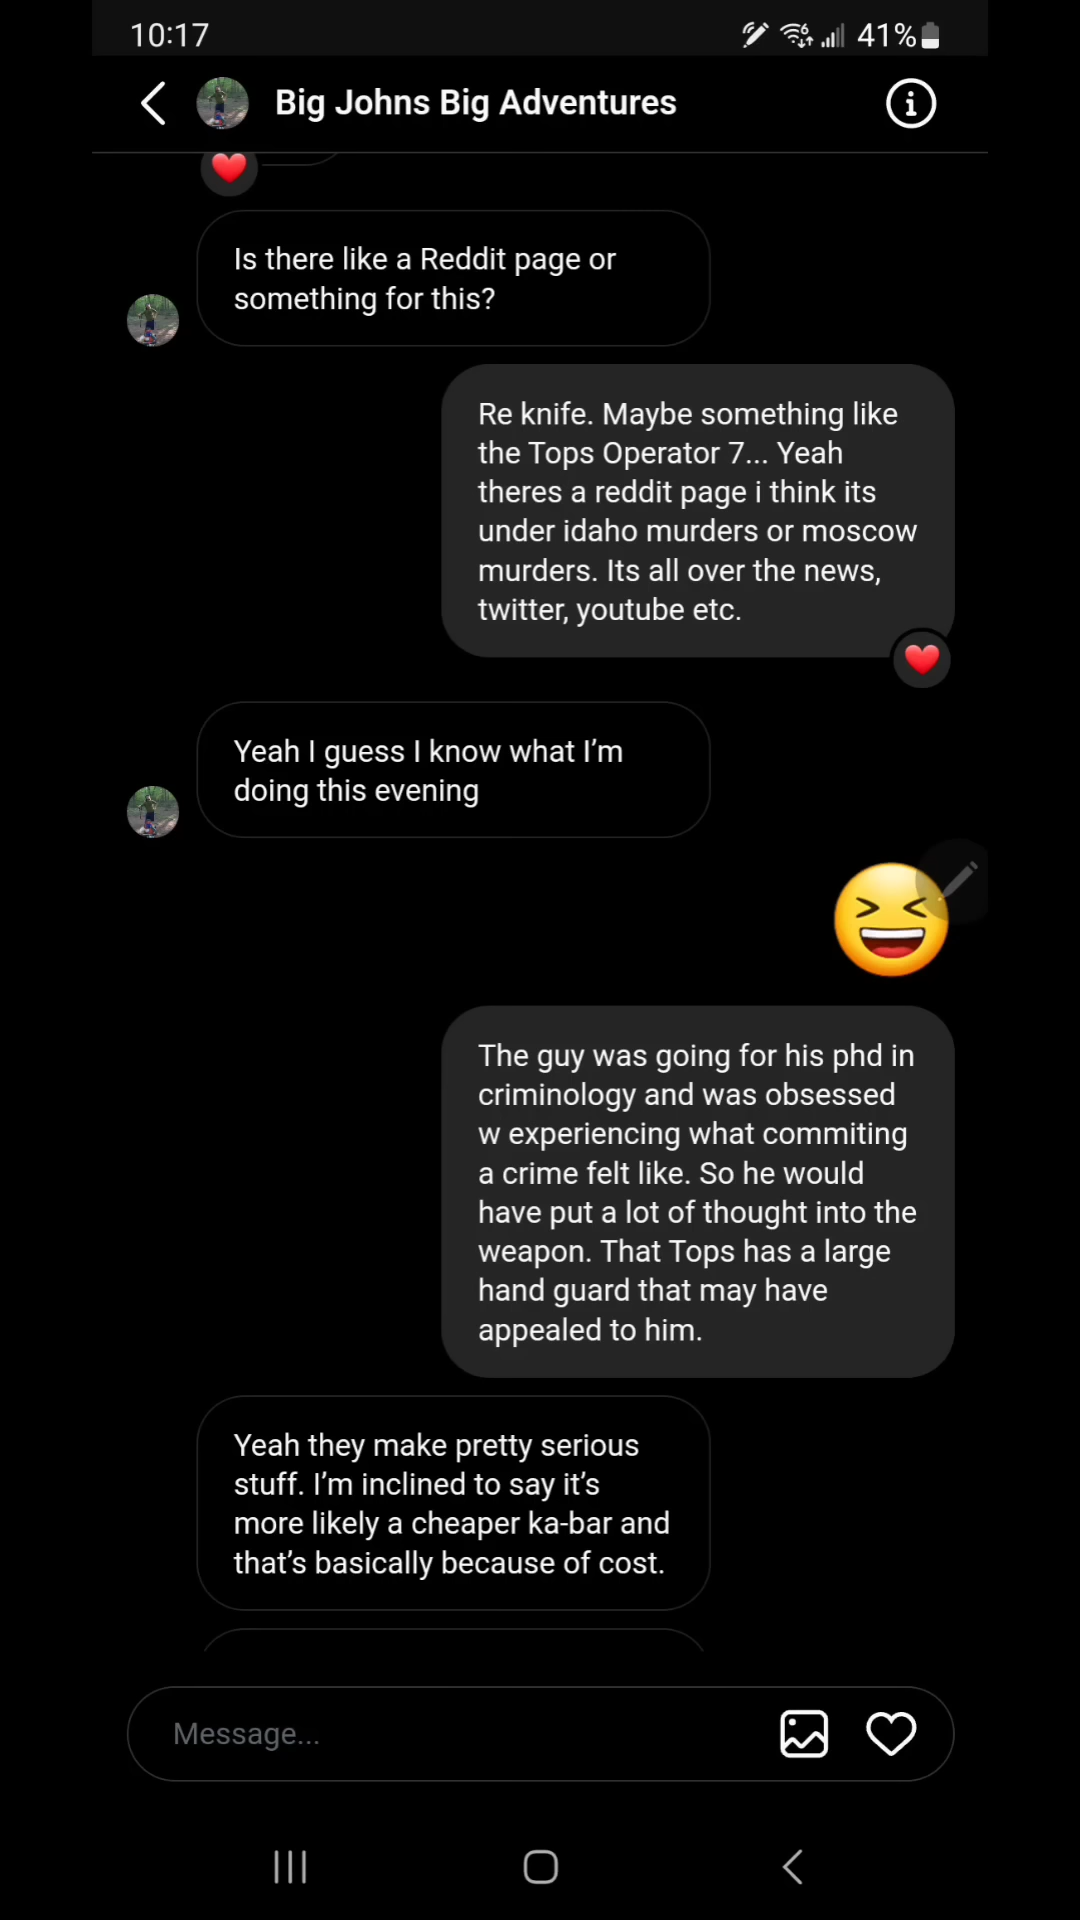 10:17
41%
Big Johns Big Adventures
Is there like a Reddit page or
something for this?
Re knife. Maybe something like
the Tops Operator 7... Yeah
theres a reddit page i think its
under idaho murders or moscow
murders. Its all over the news,
twitter, youtube etc.
Yeah I guess I know what I’m
doing this evening
The guy was going for his phd in
criminology and was obsessed
w experiencing what commiting
a crime felt like. So he would
have put a lot of thought into the
weapon. That Tops has a large
hand guard that may have
appealed to him.
Yeah they make pretty serious
stuff. I’m inclined to say it’s
more likely a cheaper ka-bar and
that’s basically because of cost.
Message...